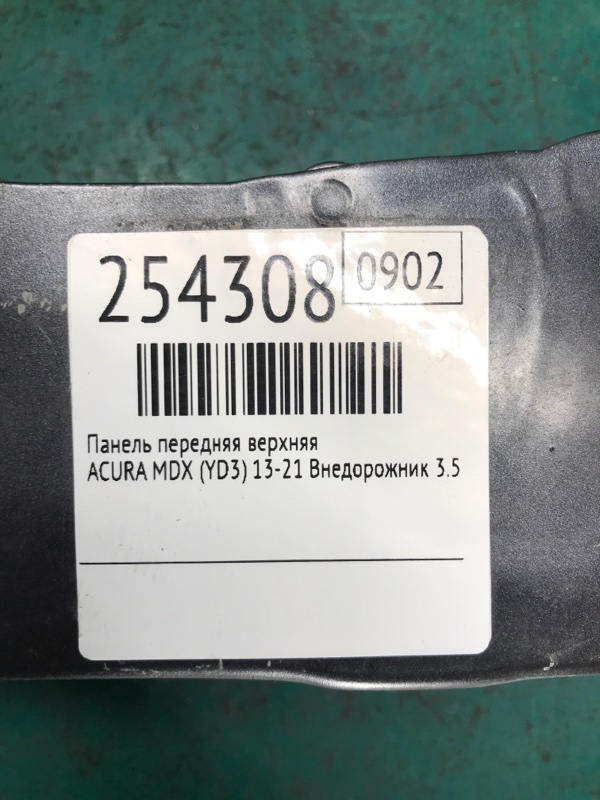 254308 0902
Панель передняя верхняя
ACURA MDX (YD3) 13-21 Внедорожник 3.5